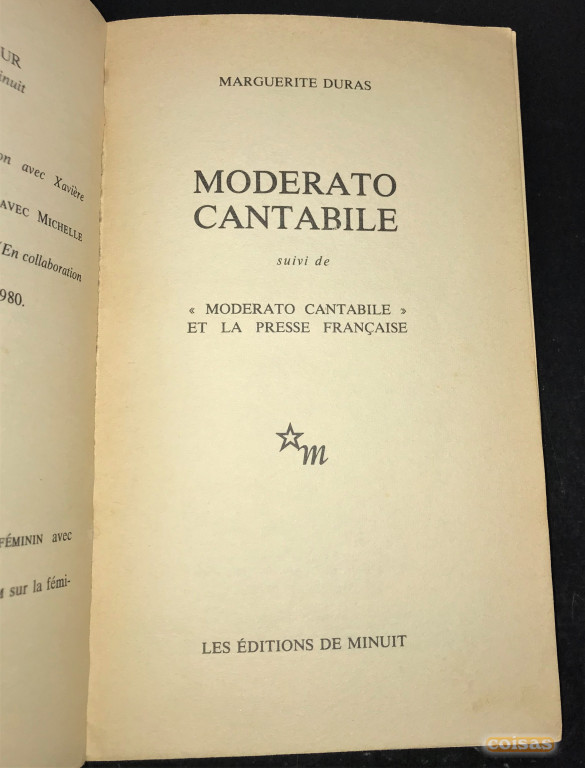 UR
inuit
on avec Xavière
AVEC MICHELLE
En collaboration
980.
FÉMININ avec
M sur la fémi-
MARGUERITE DURAS
MODERATO
CANTABILE
suivi de
« MODERATO CANTABILE »
ET LA PRESSE FRANÇAISE
m
LES ÉDITIONS DE MINUIT
coisas